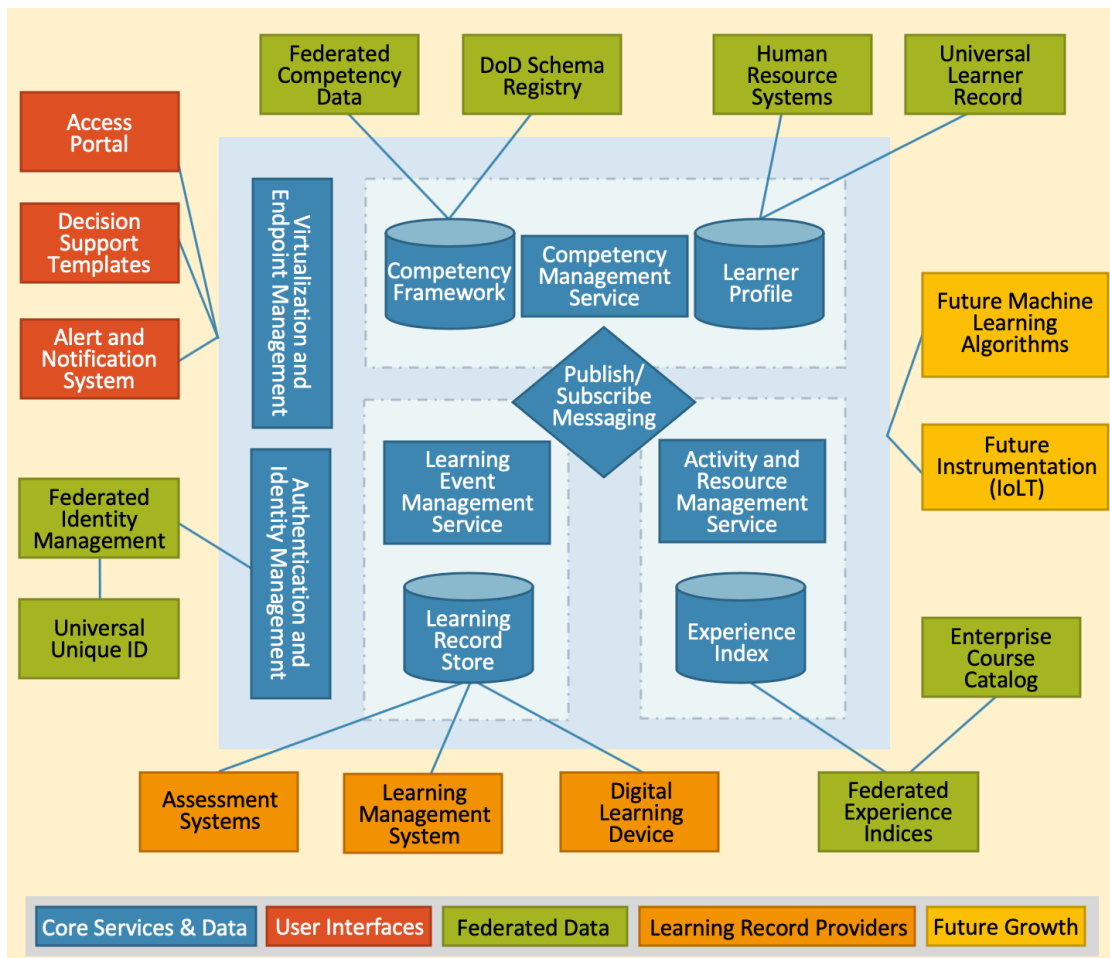 Federated
Competency
Data
DoD Schema
Registry
Human
Resource
Systems
Universal
Learner
Record
Access
Portal
Decision
Support
Templates
Alert and
Notification
System
Virtualization and
Endpoint Management
Competency
Framework
Competency
Management
Service
Learner
Profile
Publish/
Subscribe
Messaging
Future Machine
Learning
Algorithms
Future
Instrumentation
(IoLT)
Federated
Identity
Management
Universal
Unique ID
Authentication and
Identity Management
Learning
Event
Management
Service
Activity and
Resource
Management
Service
Learning
Record
Store
Experience
Index
Enterprise
Course
Catalog
Assessment
Systems
Learning
Management
System
Digital
Learning
Device
Federated
Experience
Indices
Core Services & Data
User Interfaces
Federated Data
Learning Record Providers
Future Growth